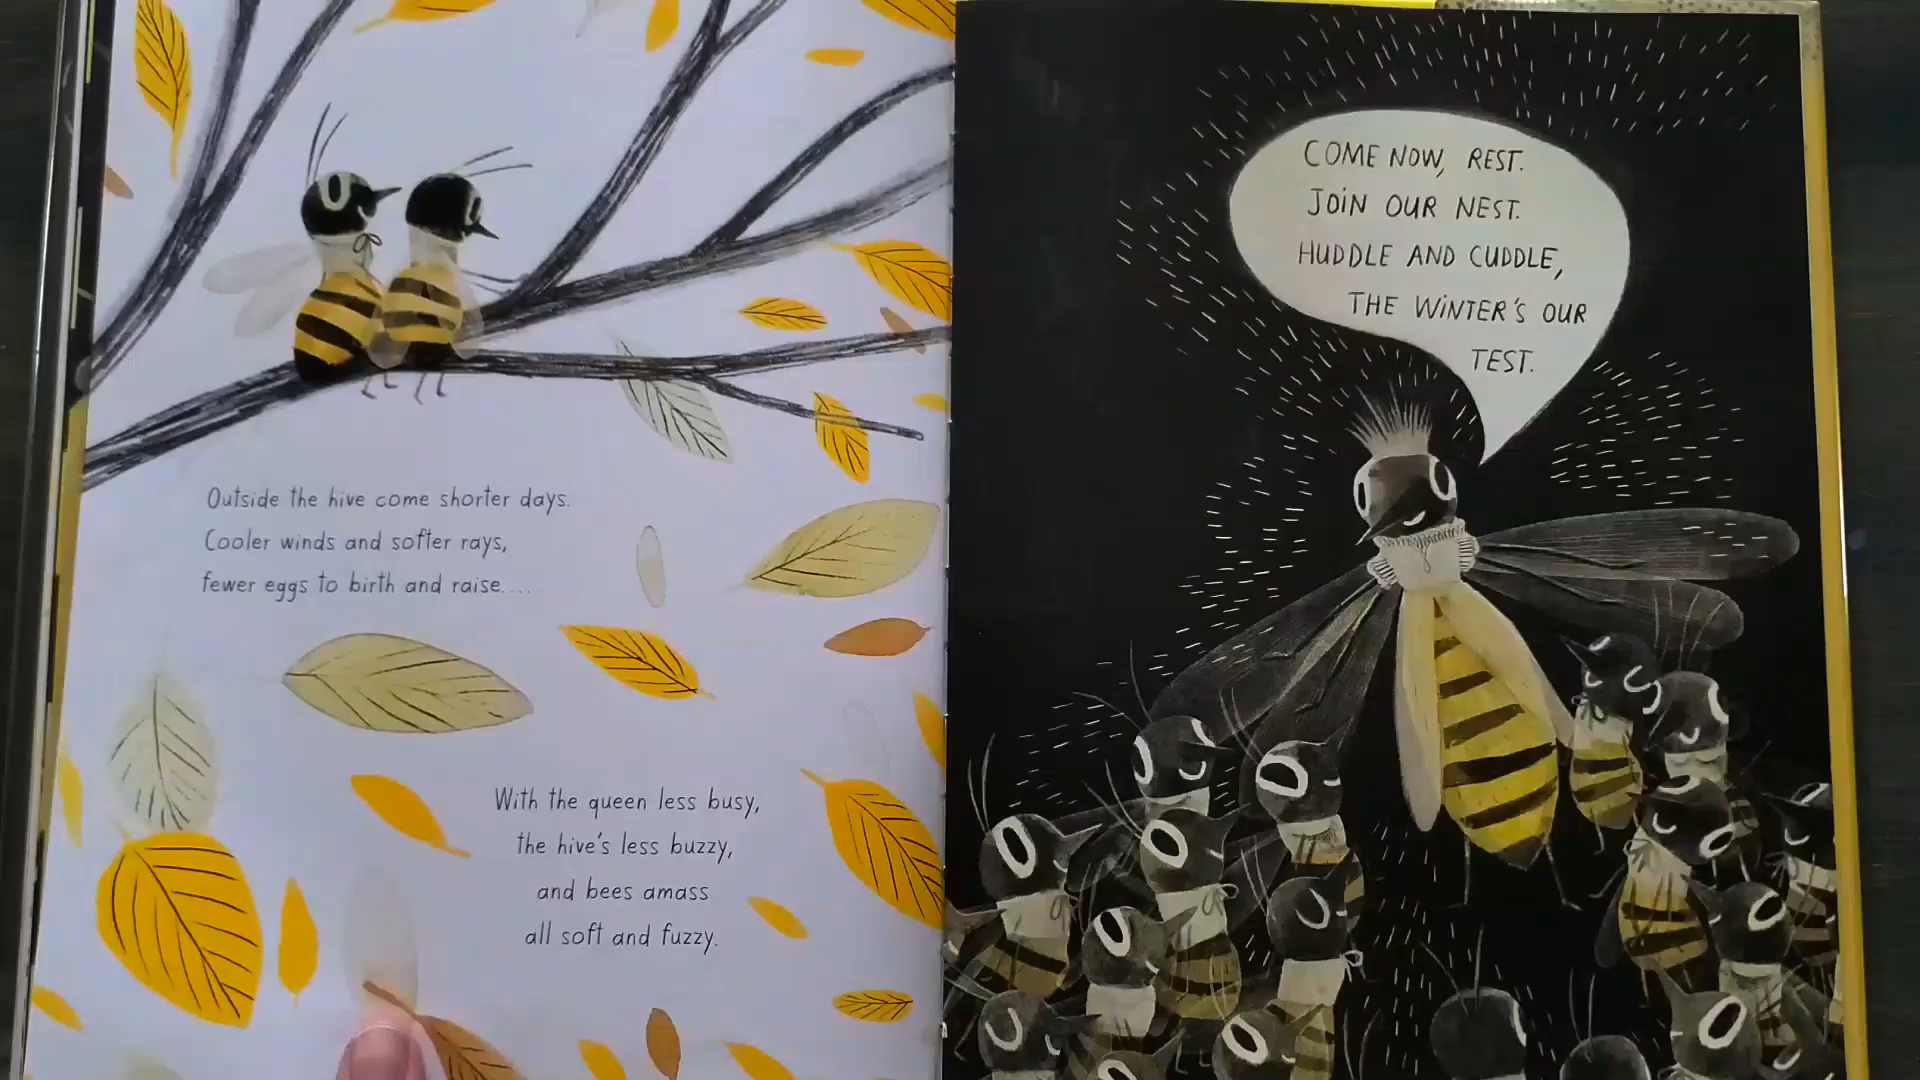 Outside the hive come shorter days.
Cooler winds and softer rays,
fewer eggs to birth and raise....
With the queen less busy,
the hive's less buzzy,
and bees amass
all soft and fuzzy.
COME NOW, REST.
JOIN OUR NEST.
HUDDLE AND CUDDLE,
THE WINTER'S OUR
TEST.